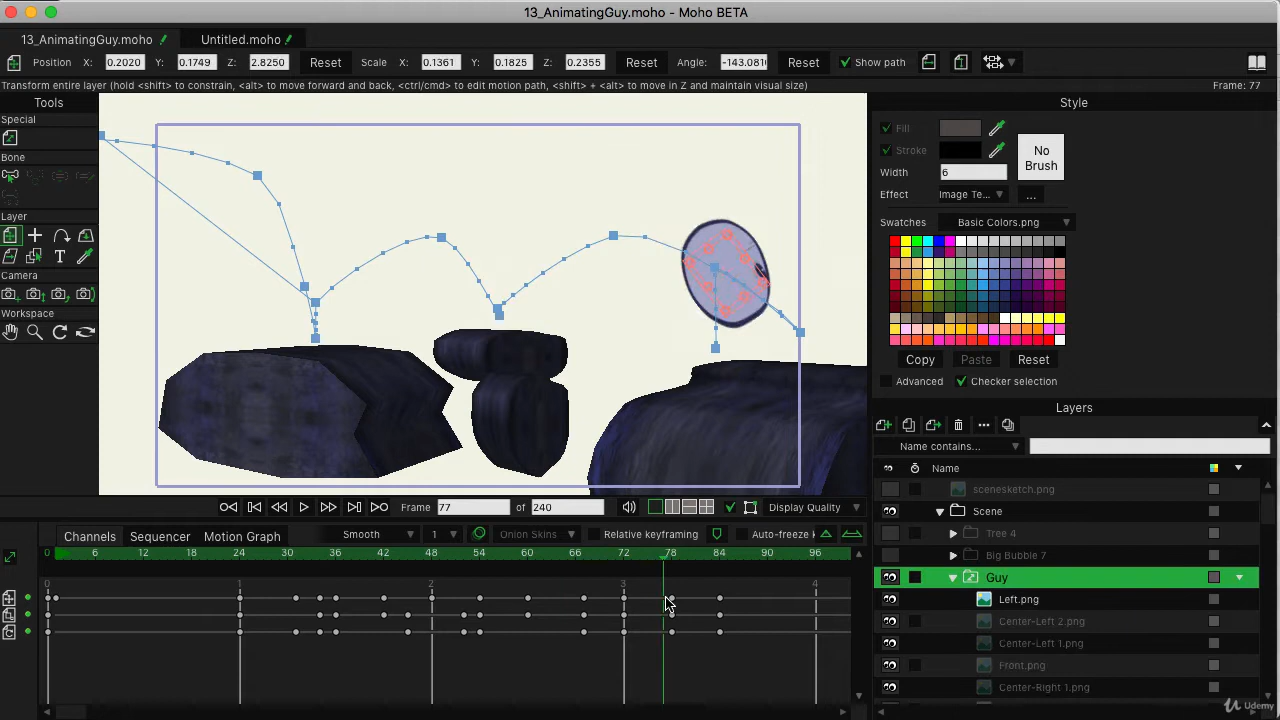 13_AnimatingGuy.moho - Moho BETA
13_AnimatingGuy.moho Untitled.moho
Position X: 0.2020 Y: 0.1749 Z: 2.8250 Reset Scale X: 0.1361 Y: 0.1825 Z: 0.2355 Reset Angle: -143.0810 Reset Show path
Transform entire layer (hold <shift> to constrain, <alt> to move forward and back, <ctrl/cmd> to edit motion path, <shift> + <alt> to move in Z and maintain visual size) Frame: 77
Tools
Special
Bone
Layer
Camera
Workspace
Style
Fill
Stroke
No Brush
Width 6
Effect Image Te...
...
Swatches Basic Colors.png
Copy Paste Reset
Advanced Checker selection
Layers
Name contains...
Name
scenesketch.png
Scene
Tree 4
Big Bubble 7
Guy
Left.png
Center-Left 2.png
Center-Left 1.png
Front.png
Center-Right 1.png
Frame 77 of 240 Display Quality
Channels Sequencer Motion Graph Smooth 1 Onion Skins Relative keyframing Auto-freeze k
0 6 12 18 24 30 36 42 48 54 60 66 72 78 84 90 96
0 1 2 3 4
Udemy